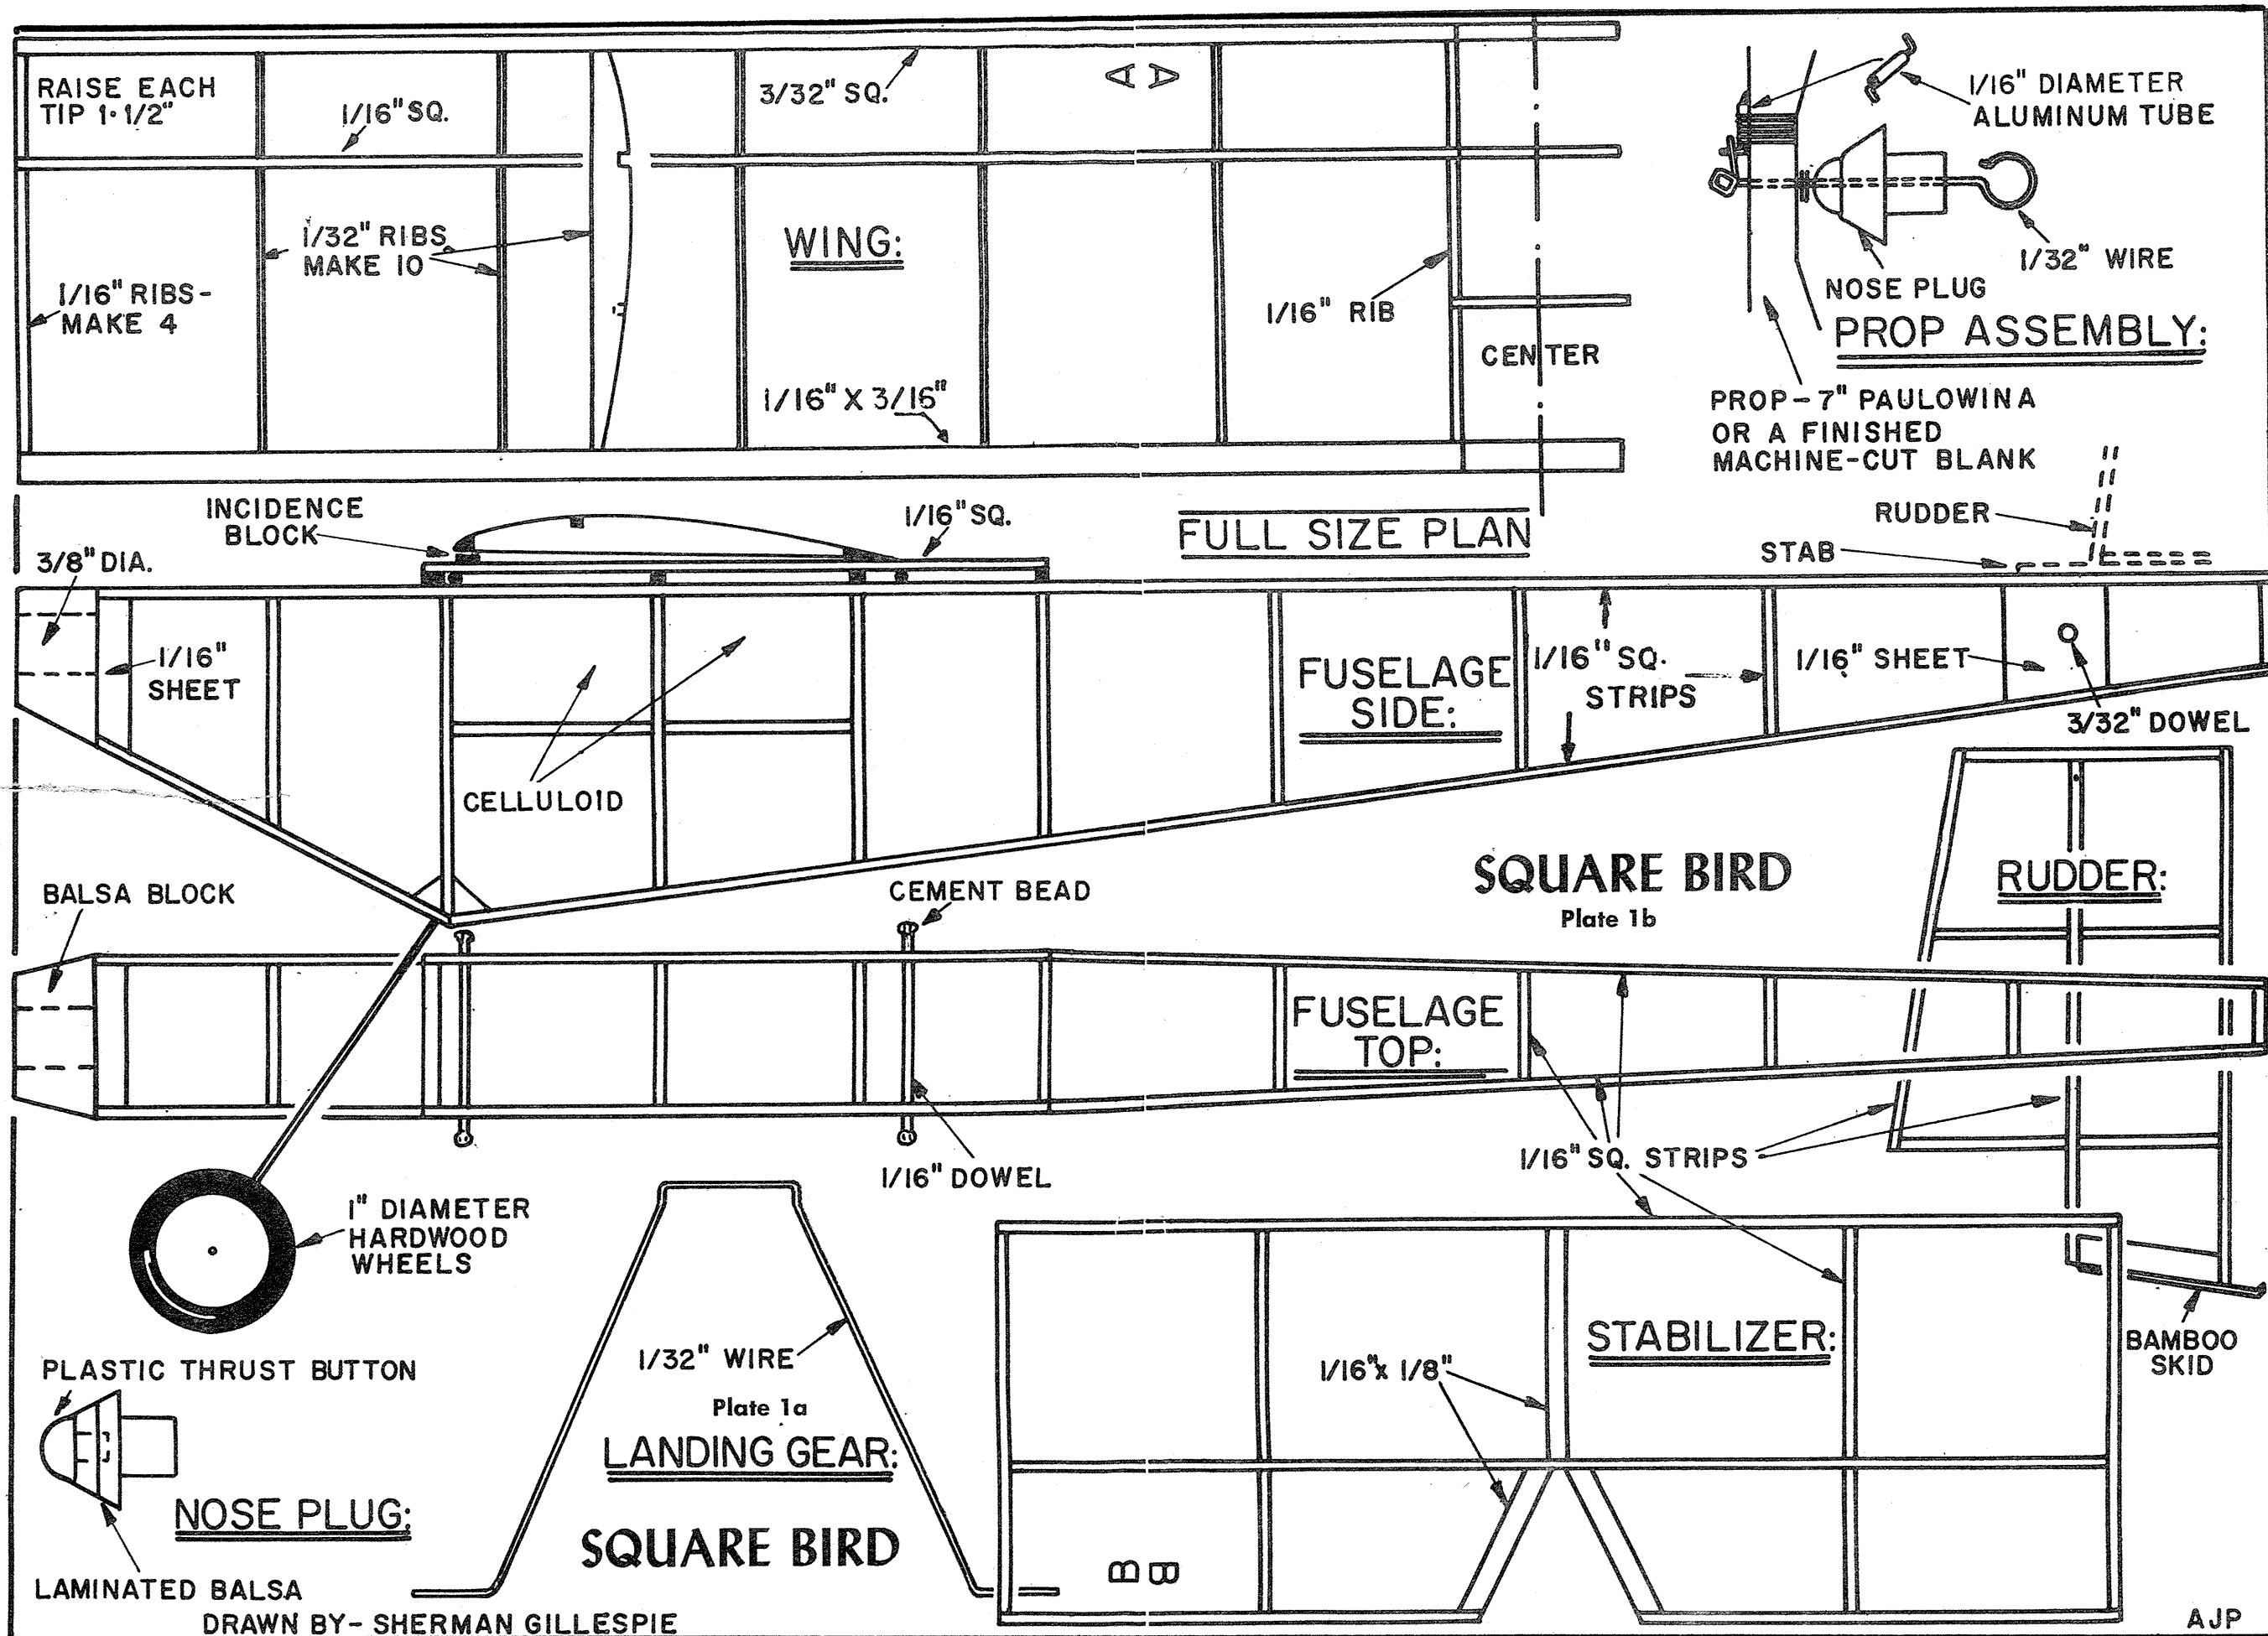 RAISE EACH
TIP 1-1/2"
1/16" SQ.
3/32" SQ.
A A
1/32" RIBS
MAKE 10
WING:
1/16" RIBS-
MAKE 4
1/16" RIB
CENTER
1/16" X 3/16"
1/16" DIAMETER
ALUMINUM TUBE
1/32" WIRE
NOSE PLUG
PROP ASSEMBLY:
PROP-7" PAULOWINA
OR A FINISHED
MACHINE-CUT BLANK
INCIDENCE
BLOCK
1/16" SQ.
FULL SIZE PLAN
RUDDER
STAB
3/8" DIA.
1/16"
SHEET
CELLULOID
FUSELAGE
SIDE:
1/16" SQ.
STRIPS
1/16" SHEET
3/32" DOWEL
BALSA BLOCK
CEMENT BEAD
SQUARE BIRD
Plate 1b
RUDDER:
FUSELAGE
TOP:
1/16" DOWEL
1/16" SQ. STRIPS
1" DIAMETER
HARDWOOD
WHEELS
1/32" WIRE
Plate 1a
LANDING GEAR:
STABILIZER:
1/16" x 1/8"
BAMBOO
SKID
PLASTIC THRUST BUTTON
NOSE PLUG:
LAMINATED BALSA
SQUARE BIRD
B B
DRAWN BY- SHERMAN GILLESPIE
AJP